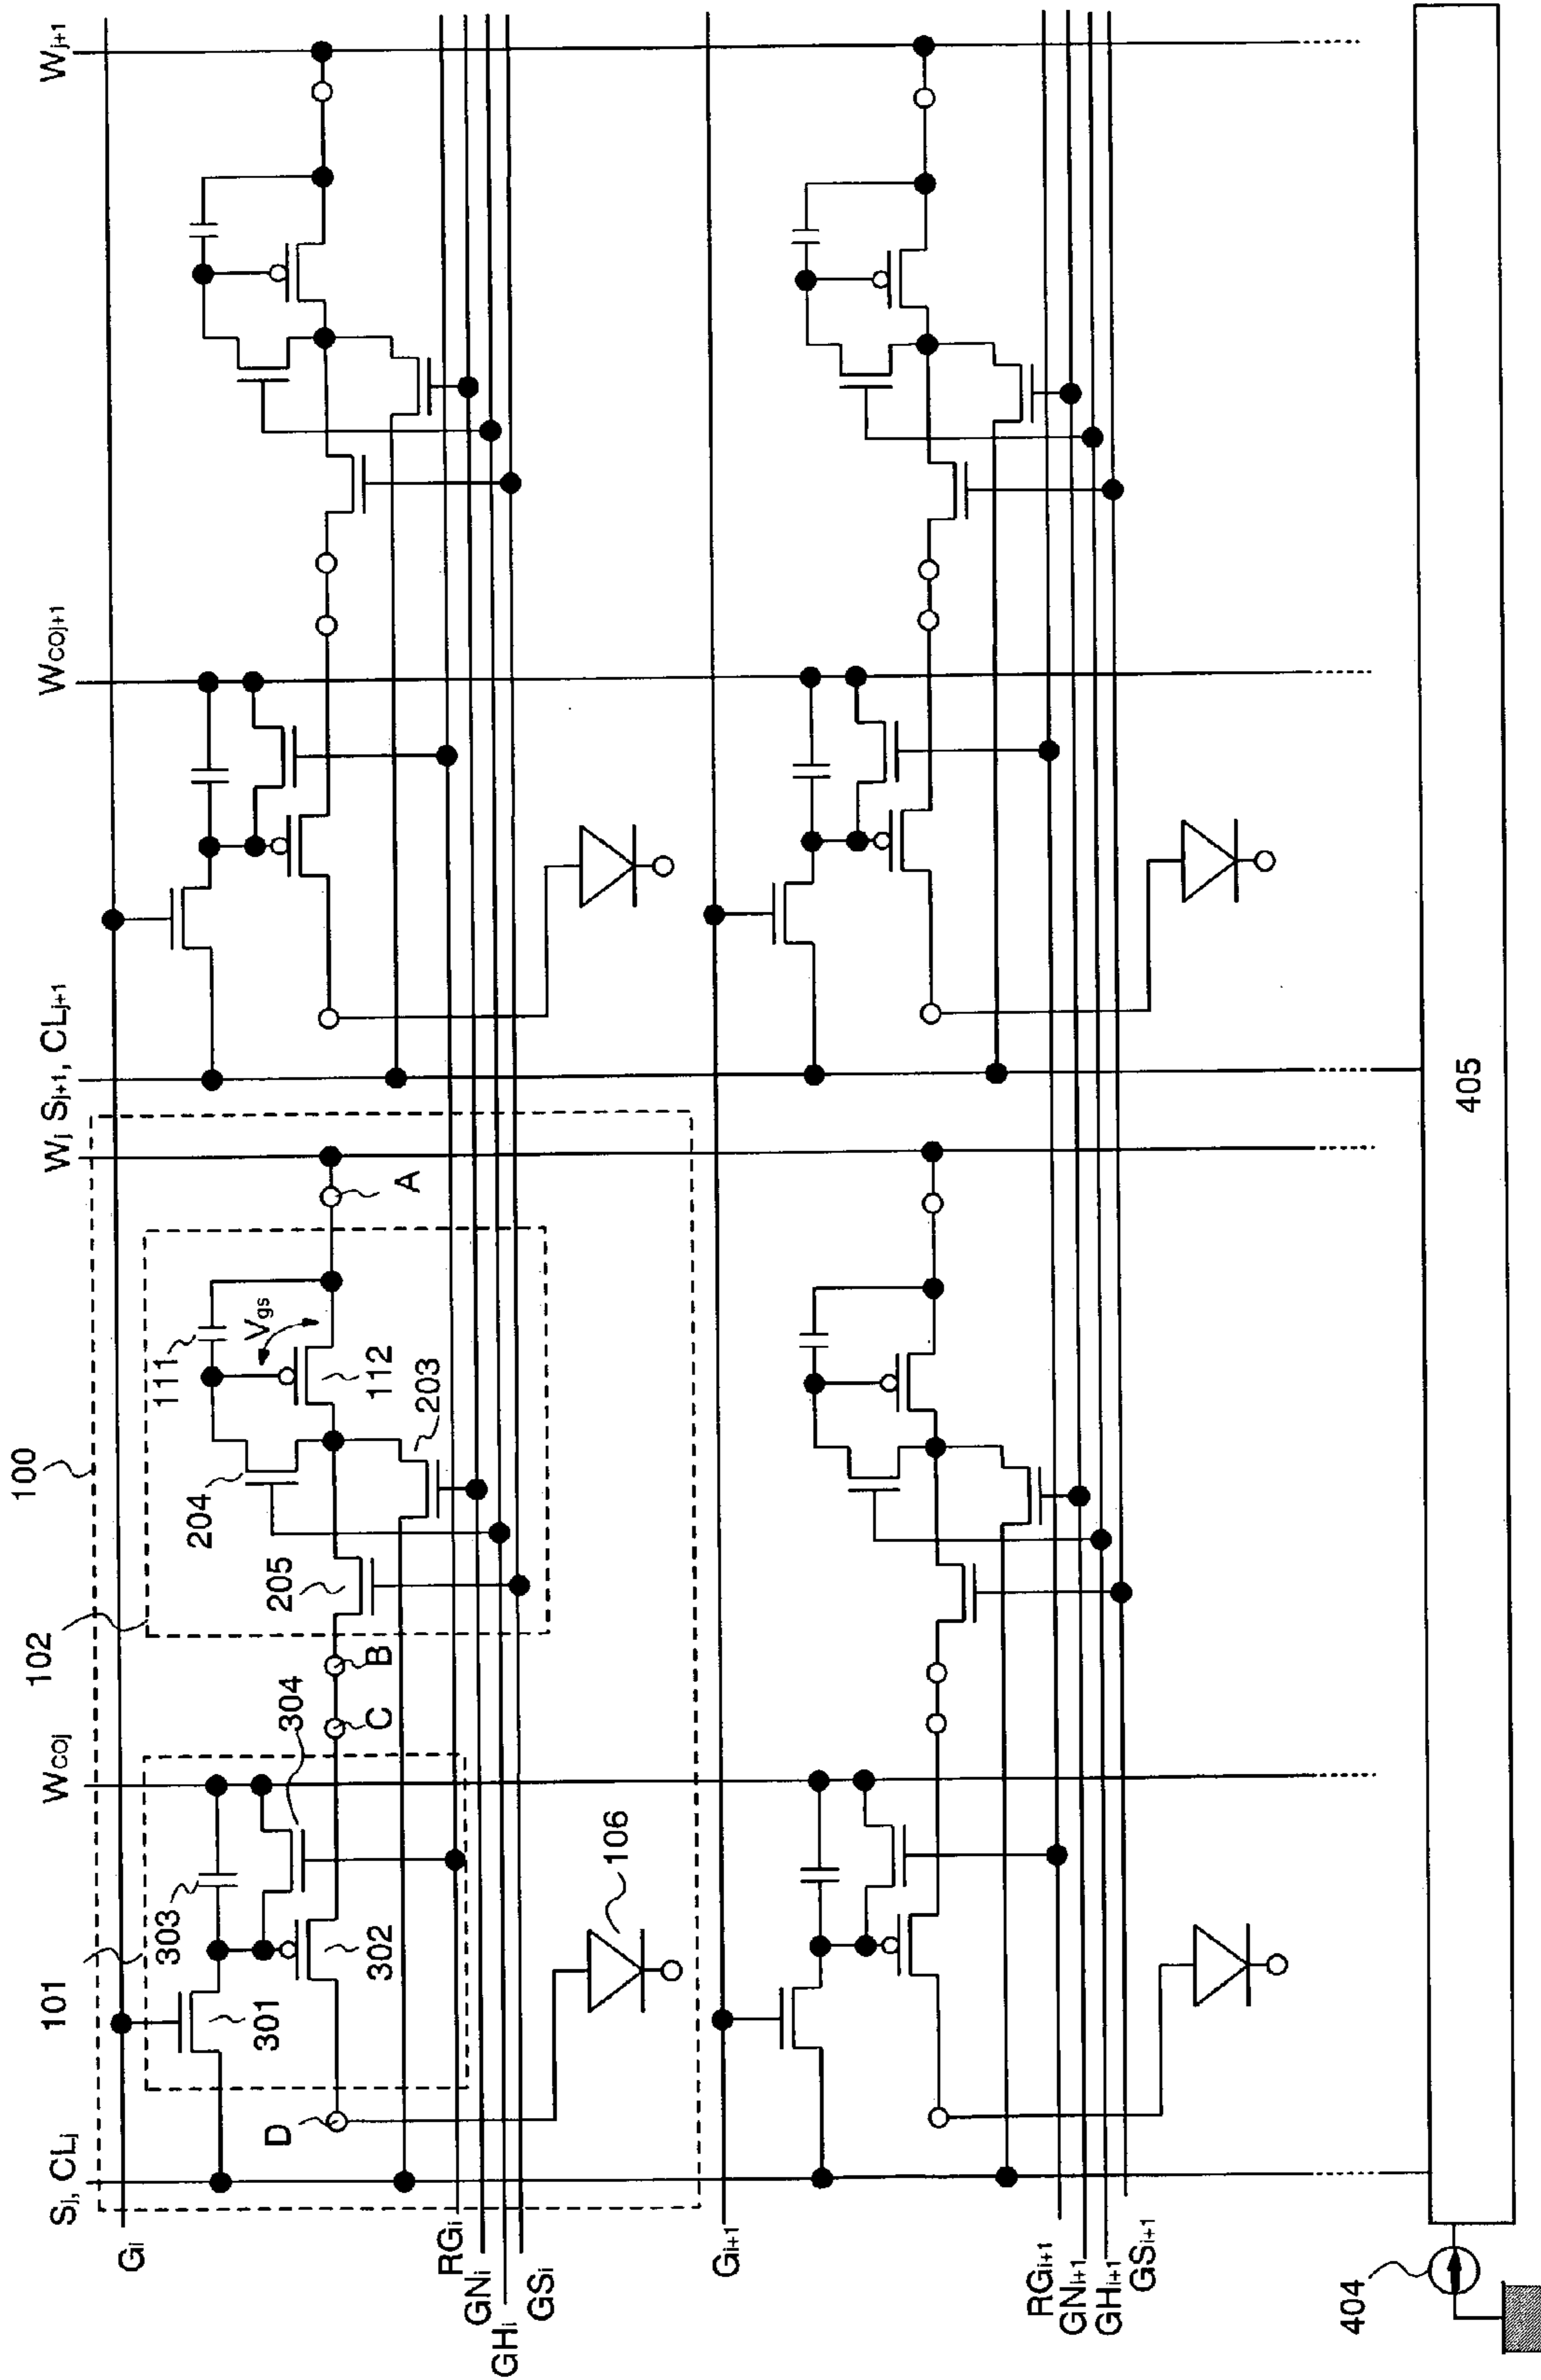 Sj, CLj
WCOj
Wj
Sj+1, CLj+1
WCOj+1
Wj+1
100
101
102
Gi
301
303
304
302
D
C
B
205
204
111
Vgs
112
203
A
106
RGi
GNi
GHi
GSi
Gi+1
RGi+1
GNi+1
GHi+1
GSi+1
404
405